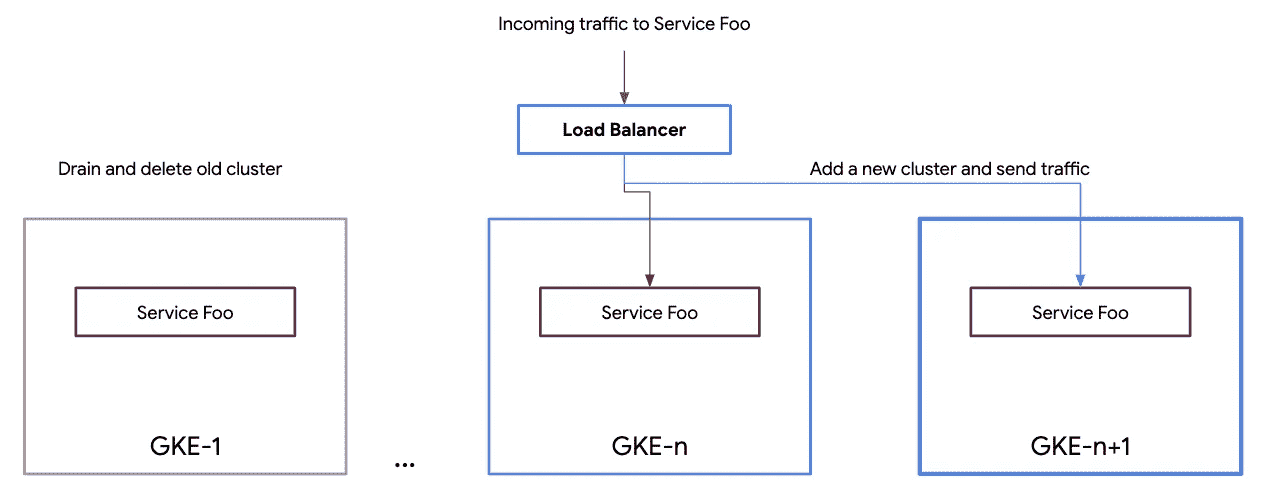 Incoming traffic to Service Foo
Load Balancer
Drain and delete old cluster
Add a new cluster and send traffic
Service Foo
Service Foo
Service Foo
GKE-1
...
GKE-n
GKE-n+1